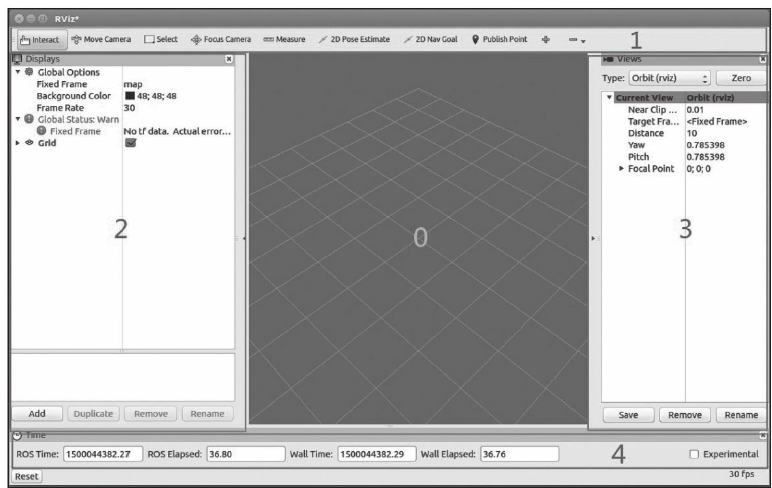 RViz*
Interact Move Camera Select Focus Camera Measure 2D Pose Estimate 2D Nav Goal Publish Point 1
Displays
Global Options
Fixed Frame map
Background Color 48; 48; 48
Frame Rate 30
Global Status: Warn
Fixed Frame No tf data. Actual error...
Grid
2
Add Duplicate Remove Rename
0
Views
Type: Orbit (rviz) Zero
Current View Orbit (rviz)
Near Clip ... 0.01
Target Fra... <Fixed Frame>
Distance 10
Yaw 0.785398
Pitch 0.785398
Focal Point 0; 0; 0
3
Save Remove Rename
Time
ROS Time: 1500044382.27 ROS Elapsed: 36.80 Wall Time: 1500044382.29 Wall Elapsed: 36.76 4 Experimental
Reset 30 fps